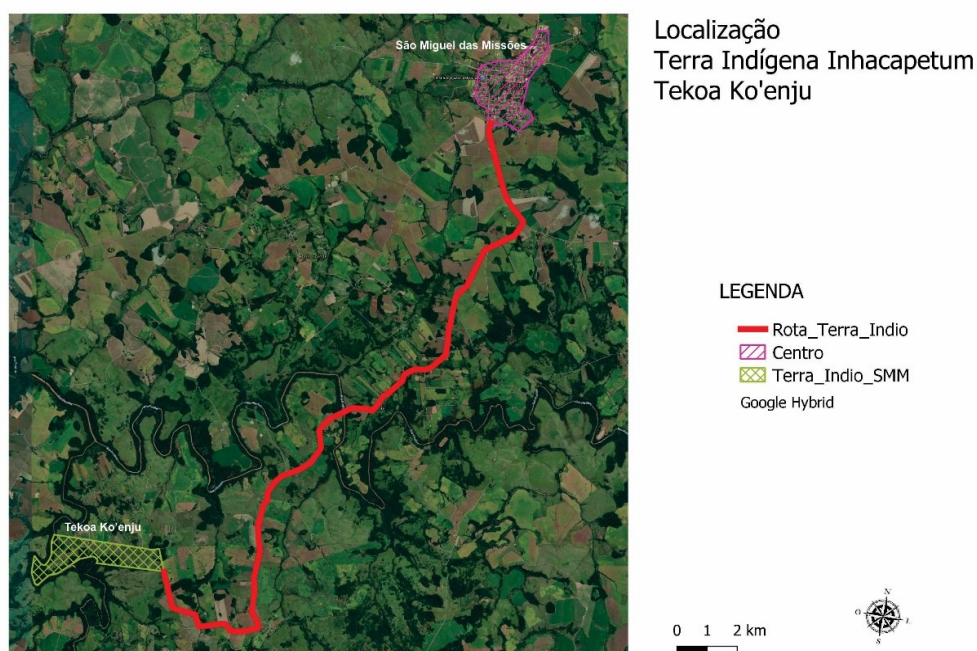 Localização
Terra Indígena Inhacapetum
Tekoa Ko'enju
São Miguel das Missões
Tekoa Ko'enju
LEGENDA
Rota_Terra_Indio
Centro
Terra_Indio_SMM
Google Hybrid
0 1 2 km
N
O
L
S